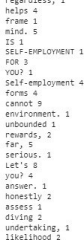 regardless, 1
helps 4
frame 1
mind. 5
IS 1
SELF-EMPLOYMENT 1
FOR 3
YOU? 1
Self-employment 4
forms 4
cannot 9
environment. 1
unbounded 1
rewards, 2
far, 5
serious. 1
Let's 8
you? 4
answer. 1
honestly 2
assess 1
diving 2
undertaking, 1
likelihood 2